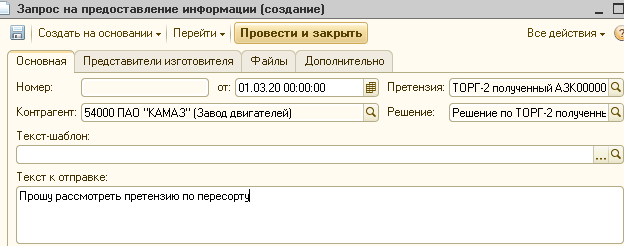 Запрос на предоставление информации (создание)
Создать на основании Перейти Провести и закрыть Все действия
Основная Представители изготовителя Файлы Дополнительно
Номер: от: 01.03.20 00:00:00 Претензия: ТОРГ-2 полученный АЗК00000
Контрагент: 54000 ПАО "КАМАЗ" (Завод двигателей) Решение: Решение по ТОРГ-2 полученны
Текст-шаблон:
...
Текст к отправке:
Прошу рассмотреть претензию по пересорту